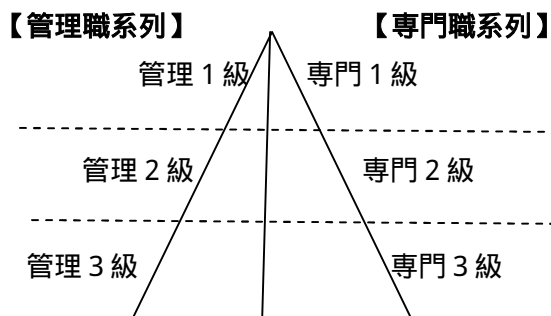 【管理職系列】 【専門職系列】
管理 1 級 専門 1 級
管理 2 級 専門 2 級
管理 3 級 専門 3 級